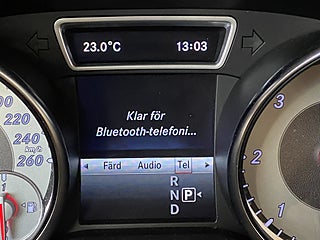 23.0°C 13:03
Klar för
Bluetooth-telefoni...
Färd Audio Tel
R
N P
D
200
220
240
km/h
260
1
3
2
1